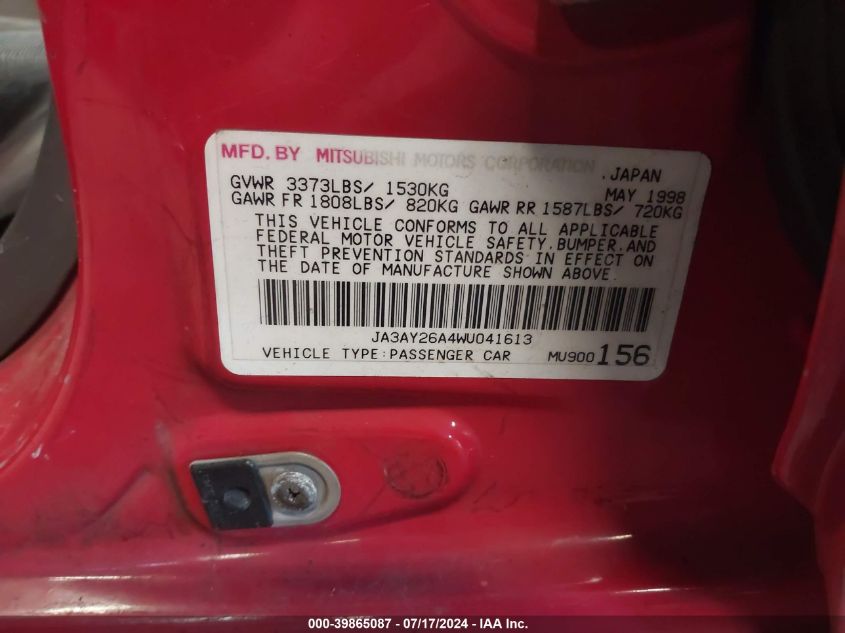 MFD. BY MITSUBISHI MOTORS CORPORATION, JAPAN
GVWR 3373LBS/ 1530KG MAY 1998
GAWR FR 1808LBS/ 820KG GAWR RR 1587LBS/ 720KG
THIS VEHICLE CONFORMS TO ALL APPLICABLE
FEDERAL MOTOR VEHICLE SAFETY, BUMPER, AND
THEFT PREVENTION STANDARDS IN EFFECT ON
THE DATE OF MANUFACTURE SHOWN ABOVE.
JA3AY26A4WU041613
VEHICLE TYPE: PASSENGER CAR MU900156
000-39865087 - 07/17/2024 - IAA Inc.